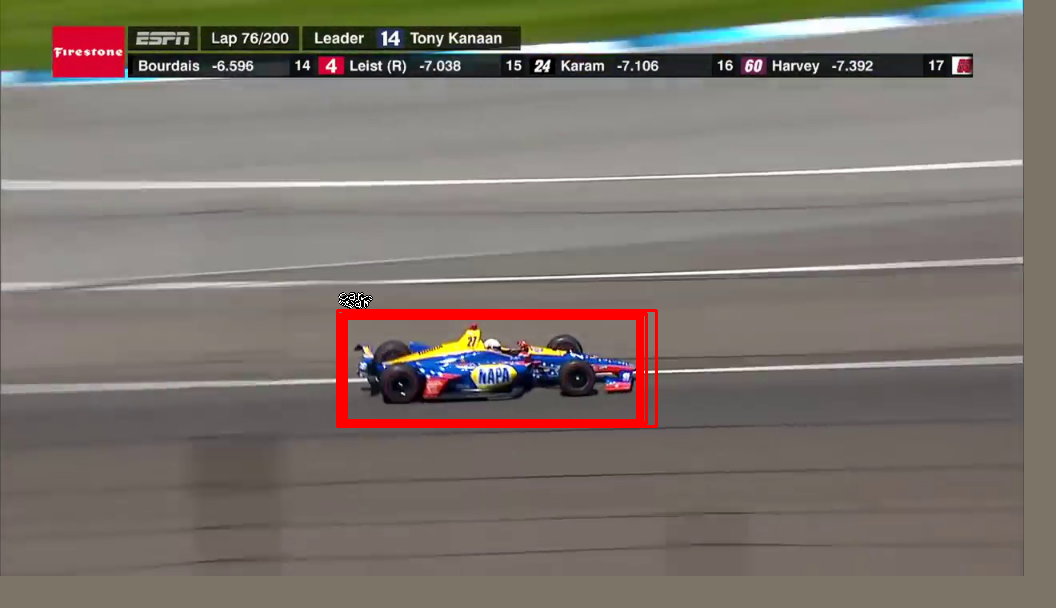 Firestone
ESPN Lap 76/200 Leader 14 Tony Kanaan
Bourdais -6.596 14 4 Leist (R) -7.038 15 24 Karam -7.106 16 60 Harvey -7.392 17
27
NAPA